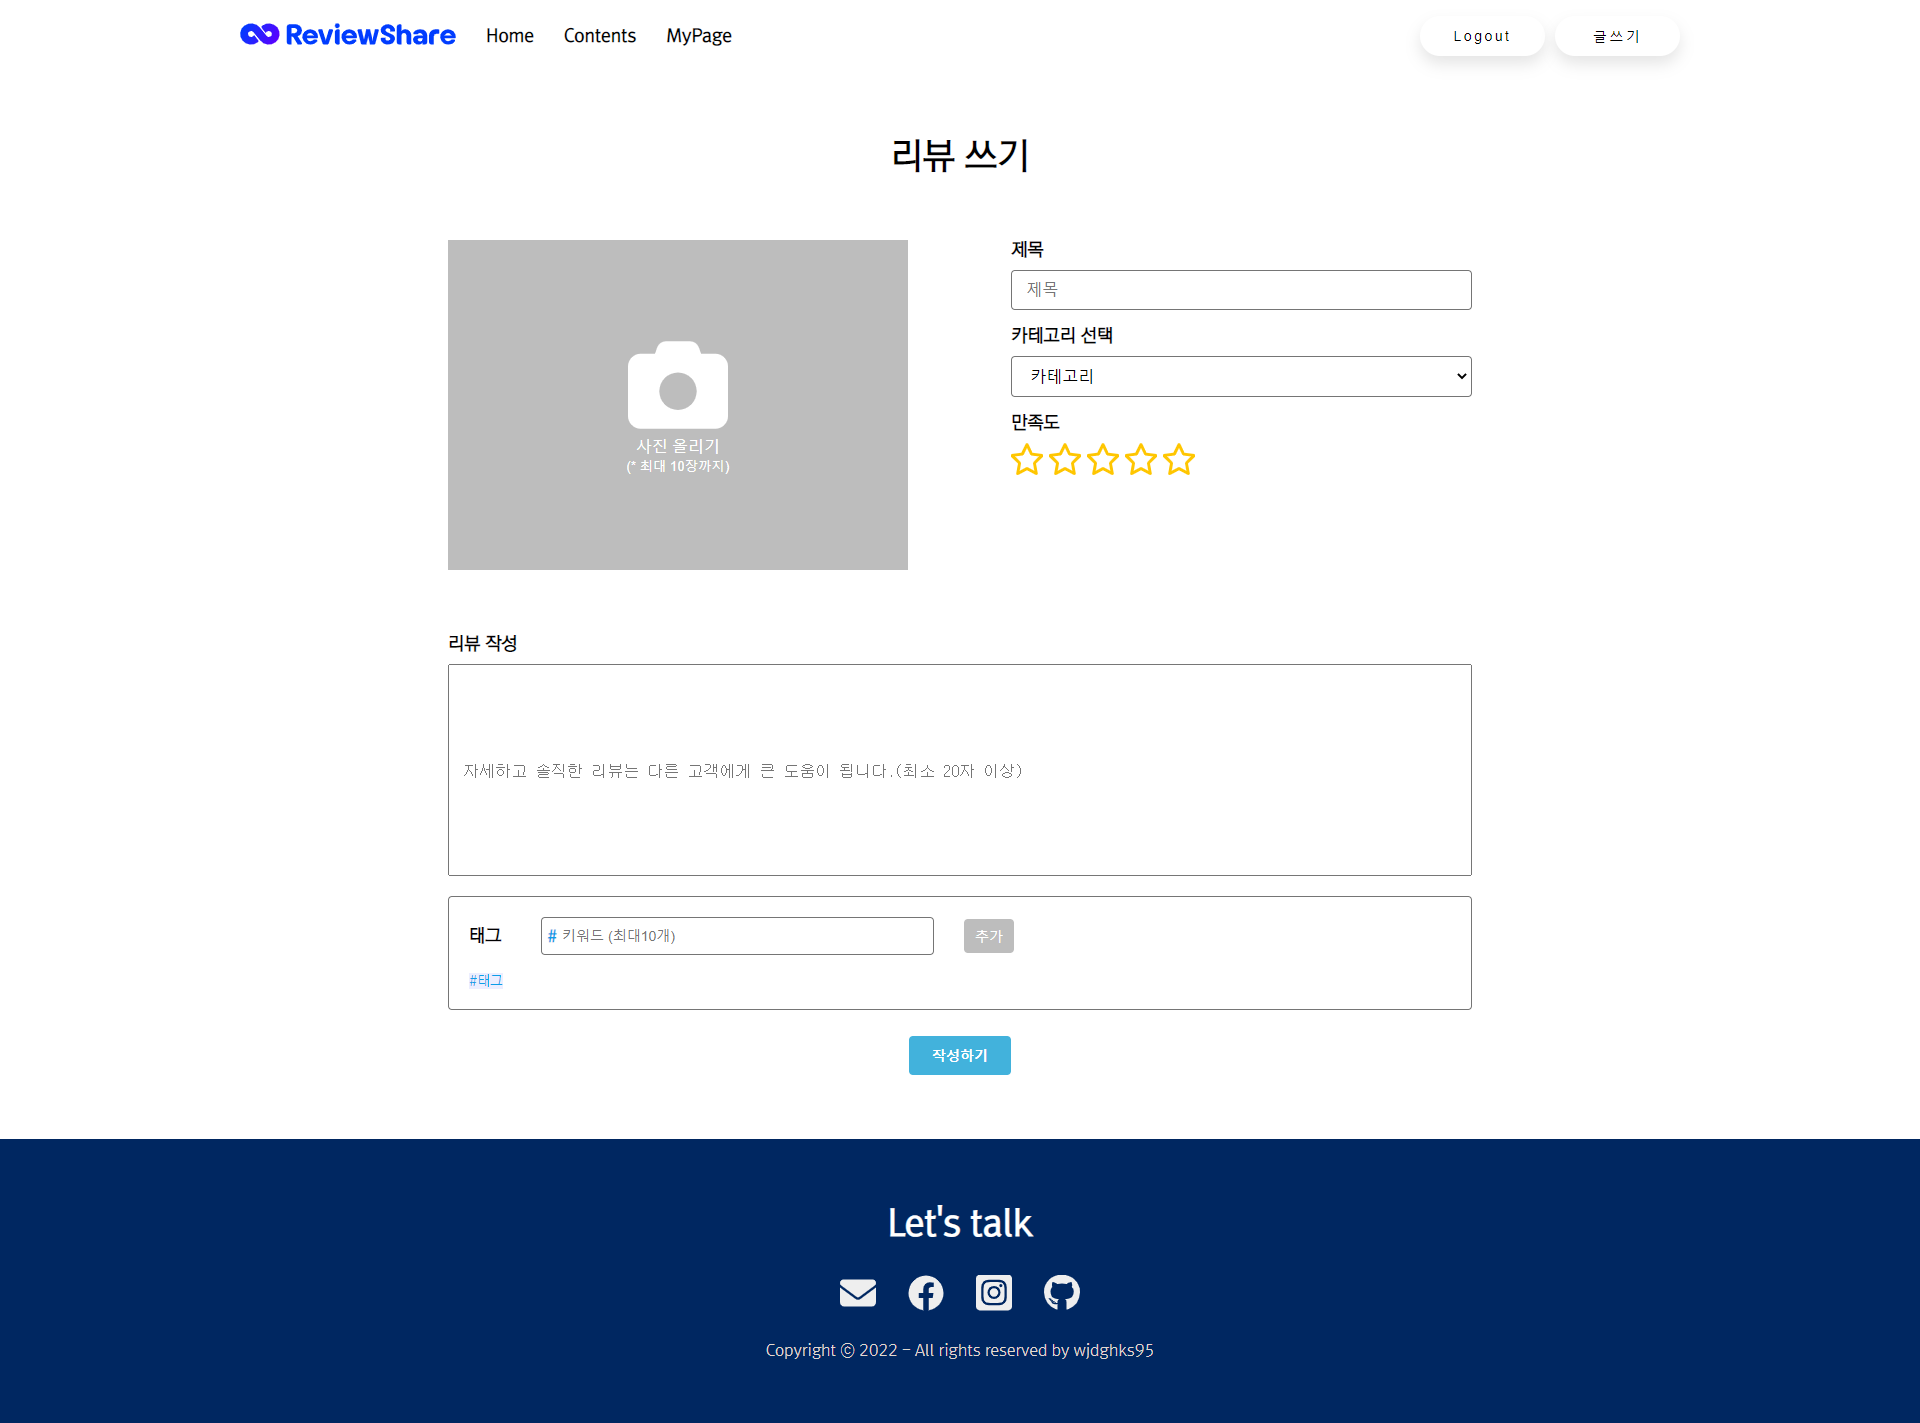 ReviewShare Home Contents MyPage Logout 글쓰기
리뷰 쓰기
사진 올리기
(* 최대 10장까지)
제목
제목
카테고리 선택
카테고리
만족도
리뷰 작성
자세하고 솔직한 리뷰는 다른 고객에게 큰 도움이 됩니다.(최소 20자 이상)
태그 # 키워드 (최대10개) 추가
#태그
작성하기
Let's talk
Copyright ⓒ 2022 - All rights reserved by wjdghks95